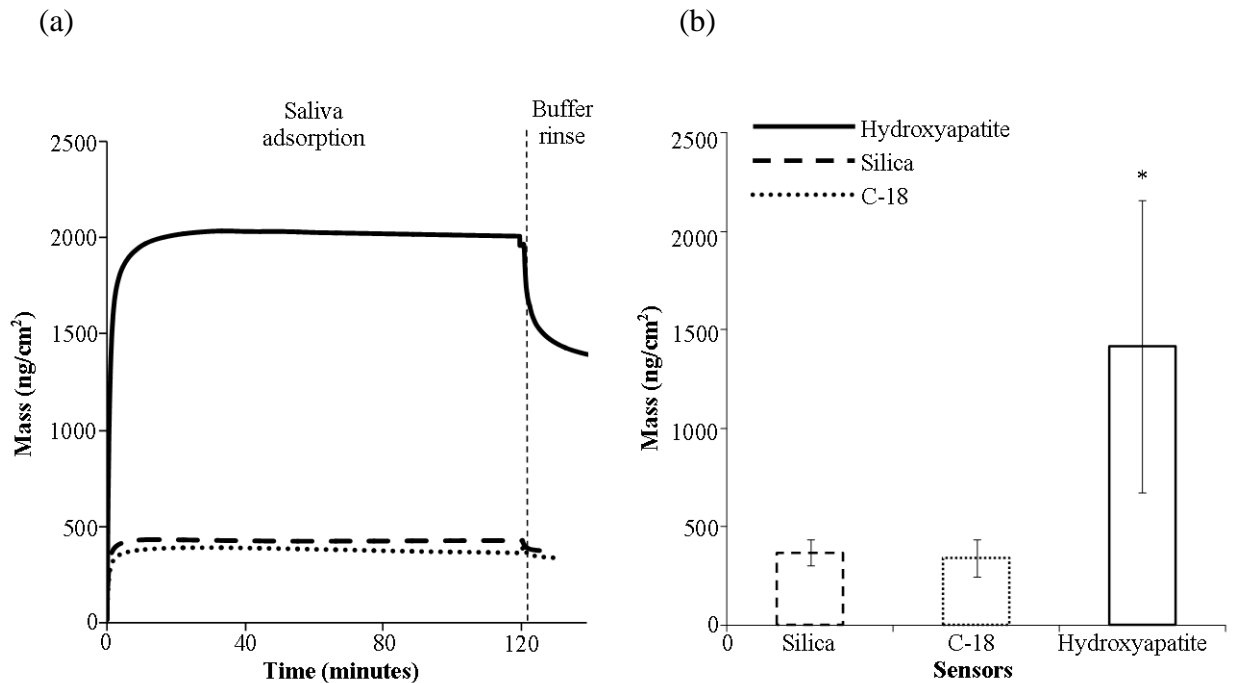 (a)
(b)
Saliva
adsorption
Buffer
rinse
2500
2000
1500
1000
500
0
Mass (ng/cm²)
0
40
80
120
Time (minutes)
Hydroxyapatite
Silica
C-18
*
2500
2000
1500
1000
500
0
Mass (ng/cm²)
0
Silica
C-18
Hydroxyapatite
Sensors